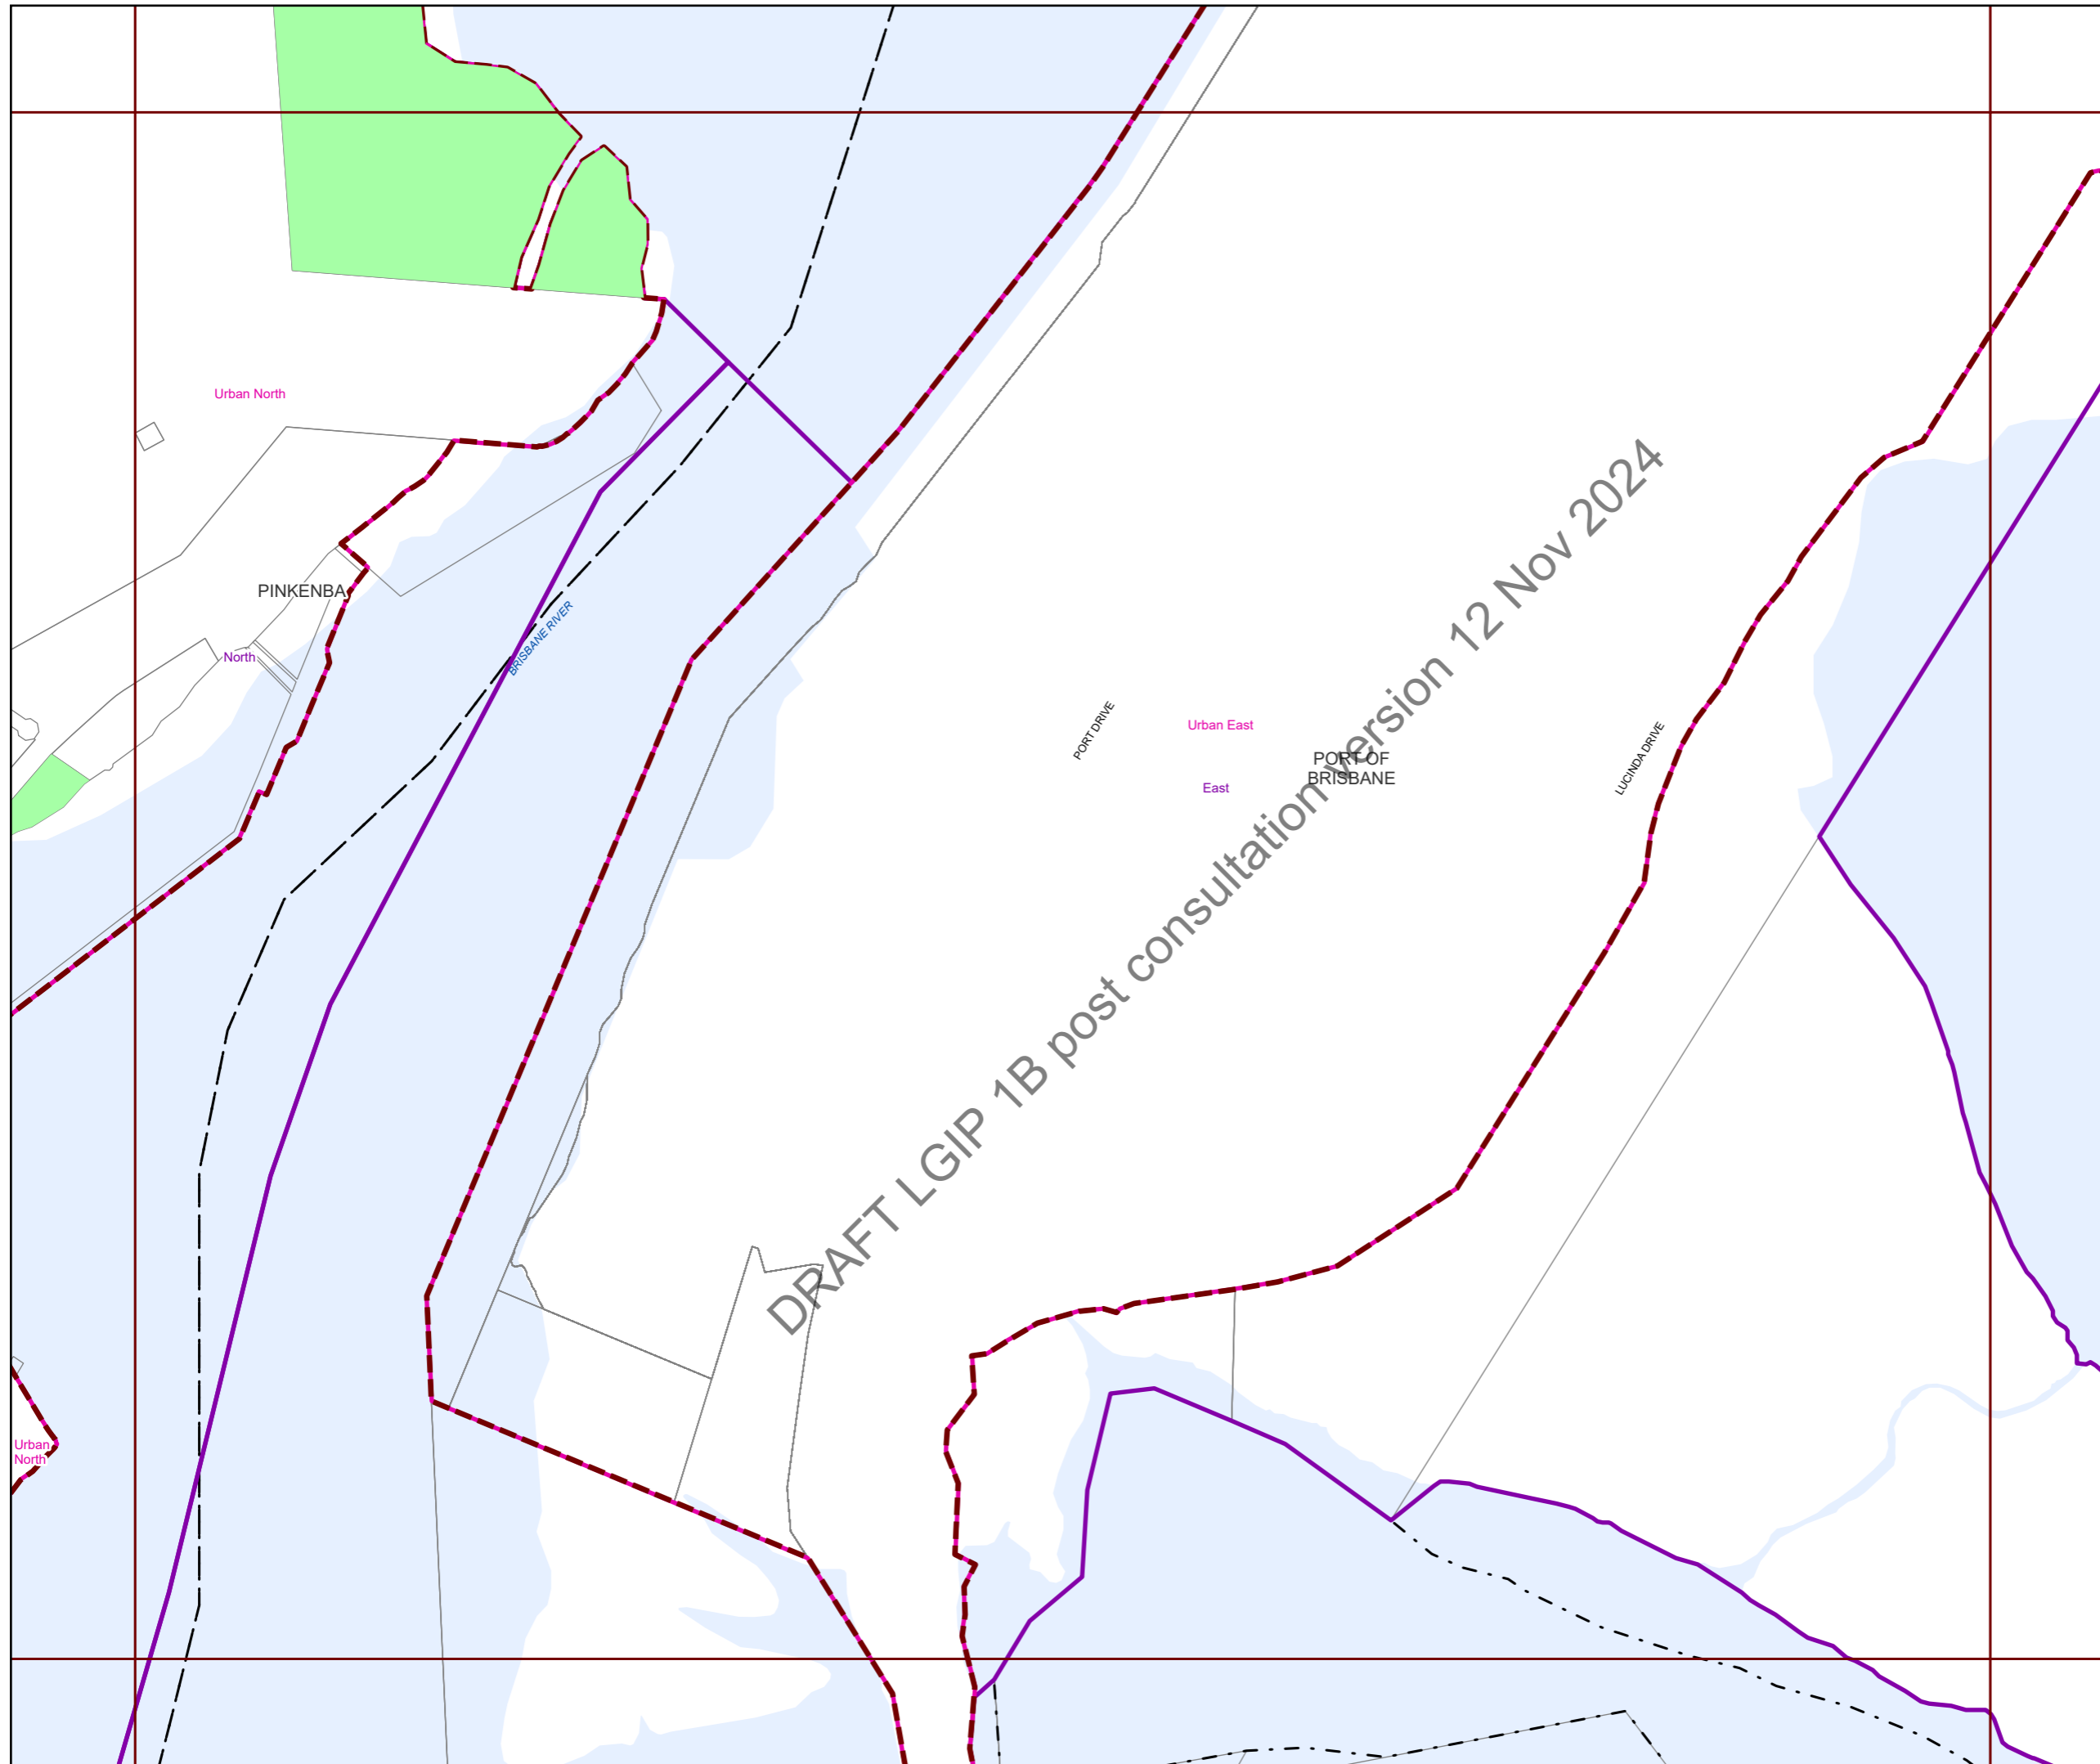 Urban North
PINKENBA
BRISBANE RIVER
North
PORT DRIVE
Urban East
PORT OF
BRISBANE
LUCINDA DRIVE
East
DRAFT LGIP 1B post consultation version 12 Nov 2024
Urban
North